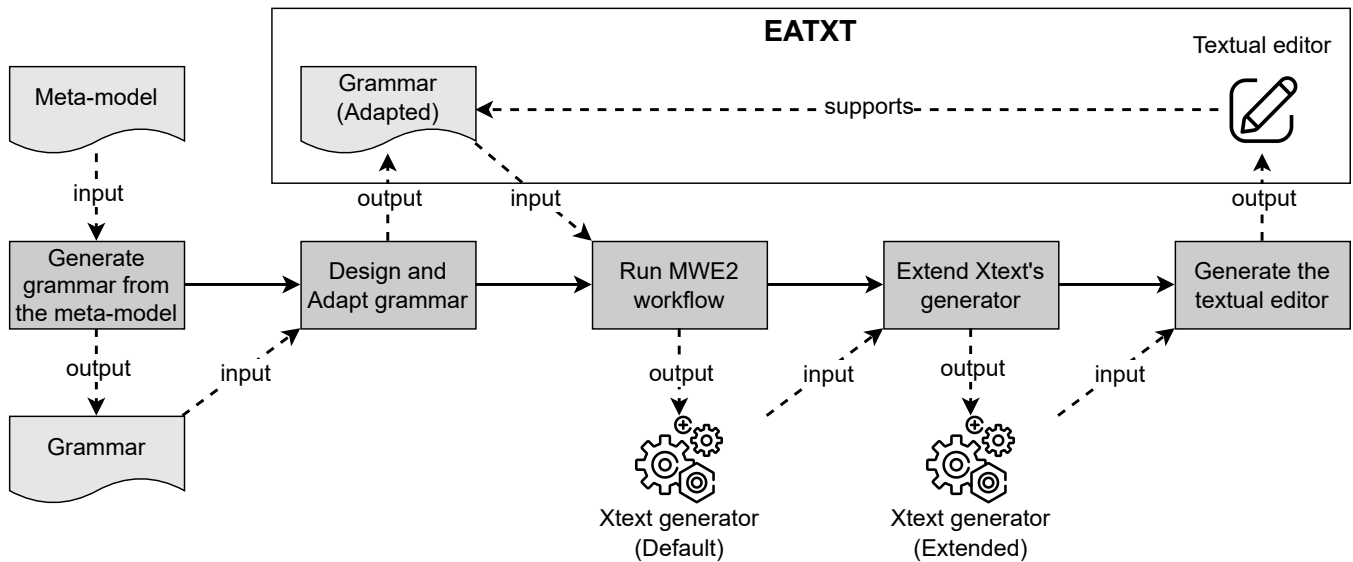 EATXT
Textual editor
Meta-model
Grammar
(Adapted)
supports
input
output
input
output
Generate
grammar from
the meta-model
Design and
Adapt grammar
Run MWE2
workflow
Extend Xtext's
generator
Generate the
textual editor
output
input
output
input
output
input
Grammar
Xtext generator
(Default)
Xtext generator
(Extended)